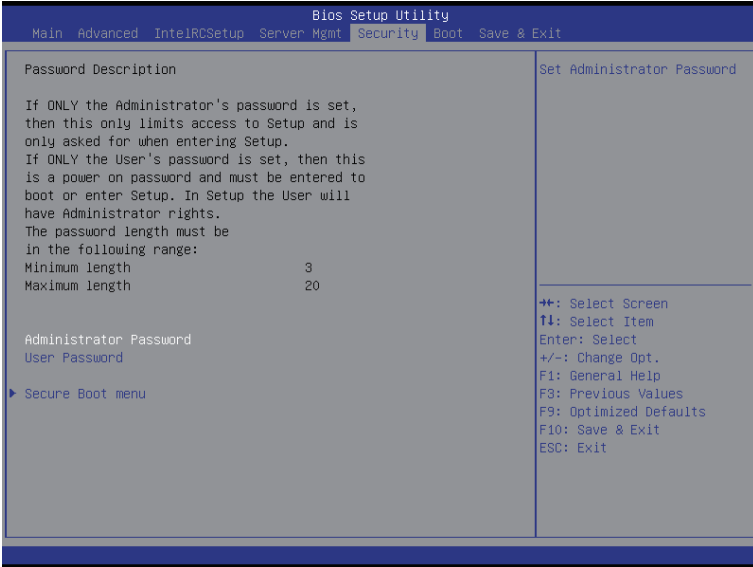 Bios Setup Utility
Main Advanced IntelRCSetup Server Mgmt Security Boot Save & Exit
Password Description
If ONLY the Administrator's password is set,
then this only limits access to Setup and is
only asked for when entering Setup.
If ONLY the User's password is set, then this
is a power on password and must be entered to
boot or enter Setup. In Setup the User will
have Administrator rights.
The password length must be
in the following range:
Minimum length 3
Maximum length 20
Administrator Password
User Password
Secure Boot menu
Set Administrator Password
→←: Select Screen
↑↓: Select Item
Enter: Select
+/-: Change Opt.
F1: General Help
F3: Previous Values
F9: Optimized Defaults
F10: Save & Exit
ESC: Exit